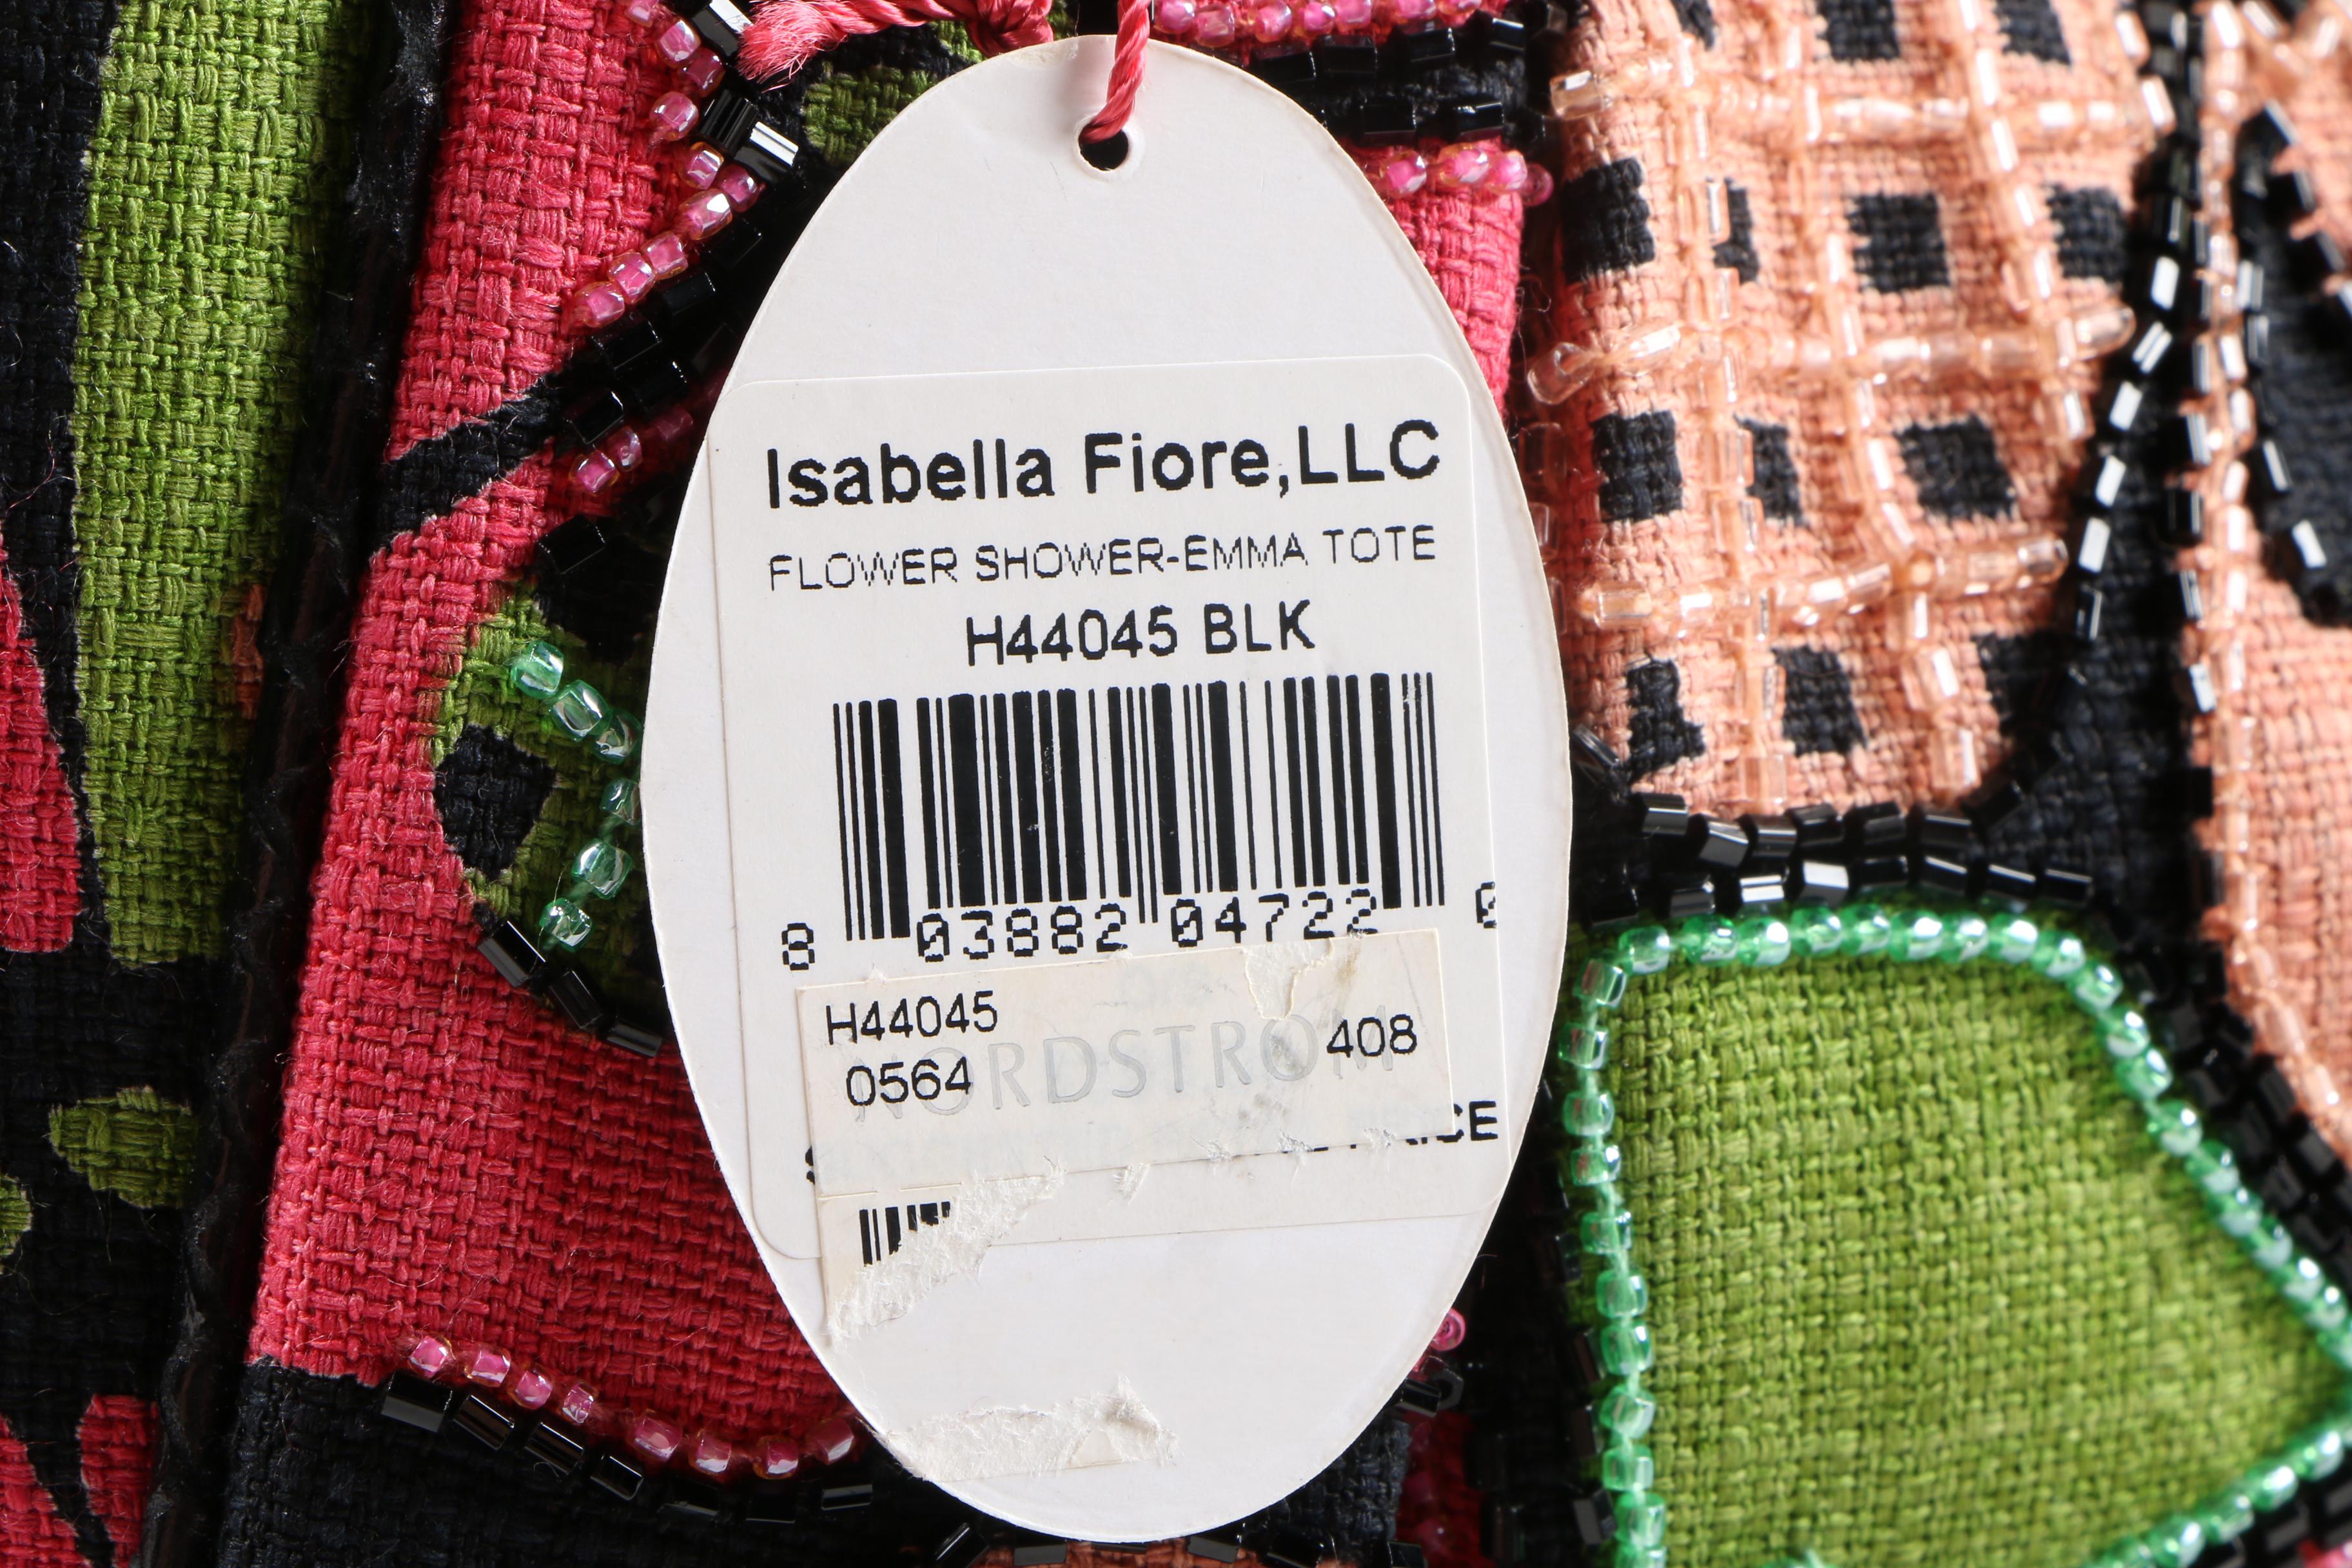 Isabella Fiore,LLC
FLOWER SHOWER-EMMA TOTE
H44045 BLK
8 03882 04722
H44045
0564 408
NORDSTROM